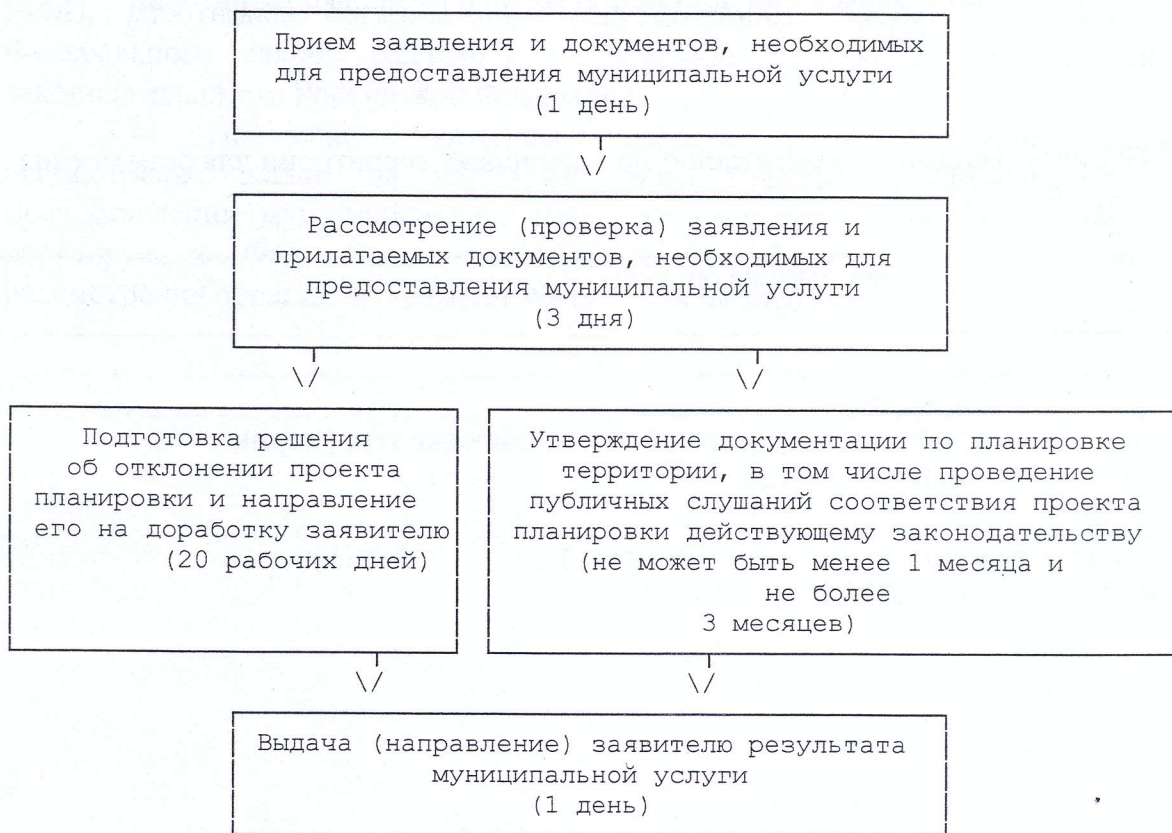 Прием заявления и документов, необходимых
для предоставления муниципальной услуги
(1 день)
Рассмотрение (проверка) заявления и
прилагаемых документов, необходимых для
предоставления муниципальной услуги
(3 дня)
Подготовка решения
об отклонении проекта
планировки и направление
его на доработку заявителю
(20 рабочих дней)
Утверждение документации по планировке
территории, в том числе проведение
публичных слушаний соответствия проекта
планировки действующему законодательству
(не может быть менее 1 месяца и
не более
3 месяцев)
Выдача (направление) заявителю результата
муниципальной услуги
(1 день)